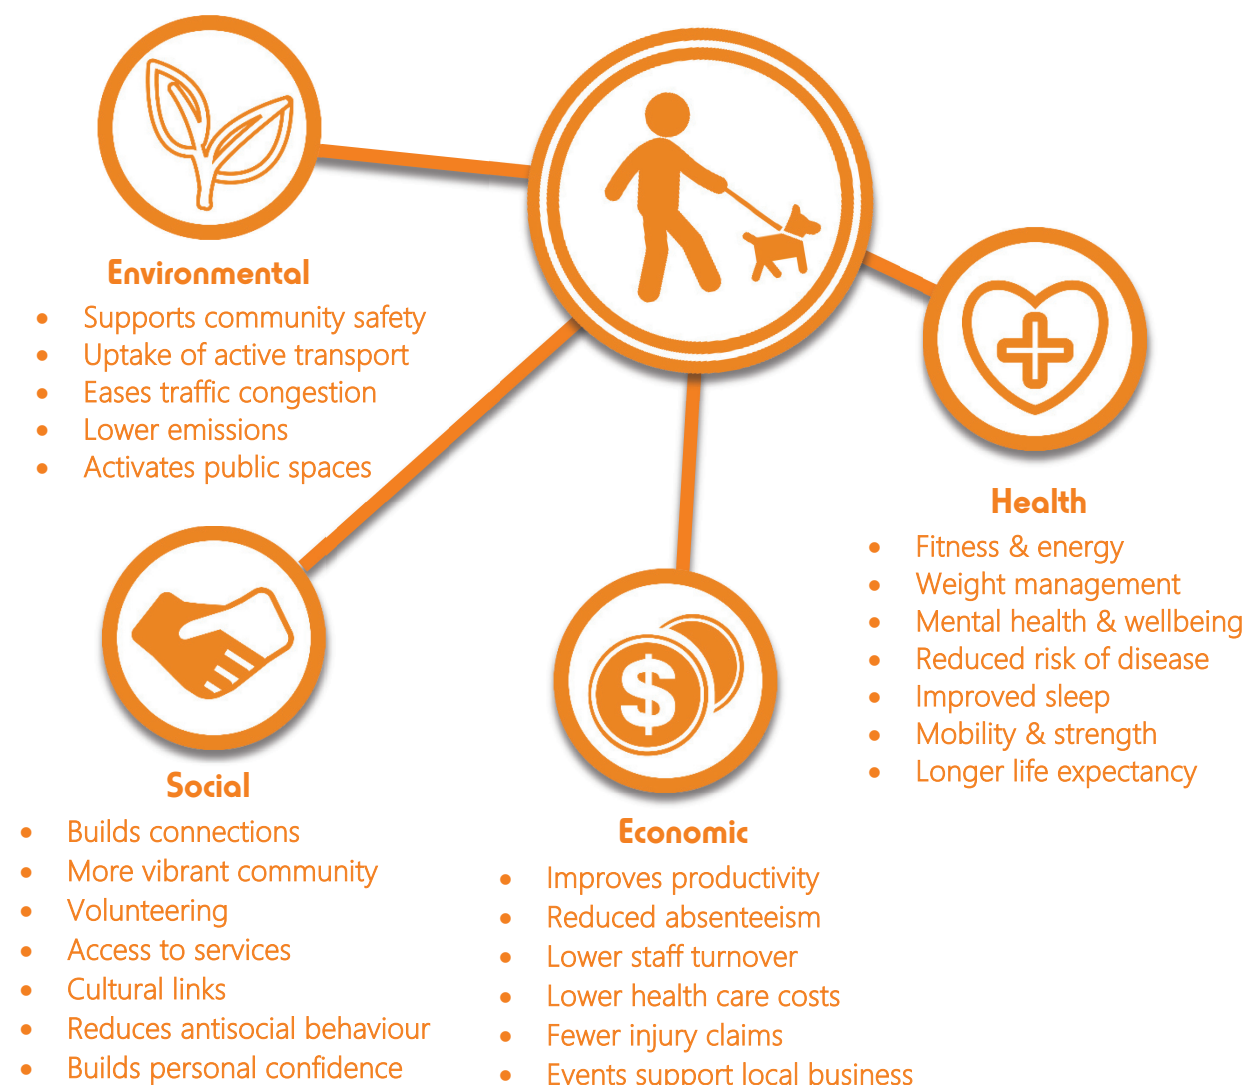 Environmental
• Supports community safety
• Uptake of active transport
• Eases traffic congestion
• Lower emissions
• Activates public spaces
Health
• Fitness & energy
• Weight management
• Mental health & wellbeing
• Reduced risk of disease
• Improved sleep
• Mobility & strength
• Longer life expectancy
Social
• Builds connections
• More vibrant community
• Volunteering
• Access to services
• Cultural links
• Reduces antisocial behaviour
• Builds personal confidence
$
Economic
• Improves productivity
• Reduced absenteeism
• Lower staff turnover
• Lower health care costs
• Fewer injury claims
• Events support local business